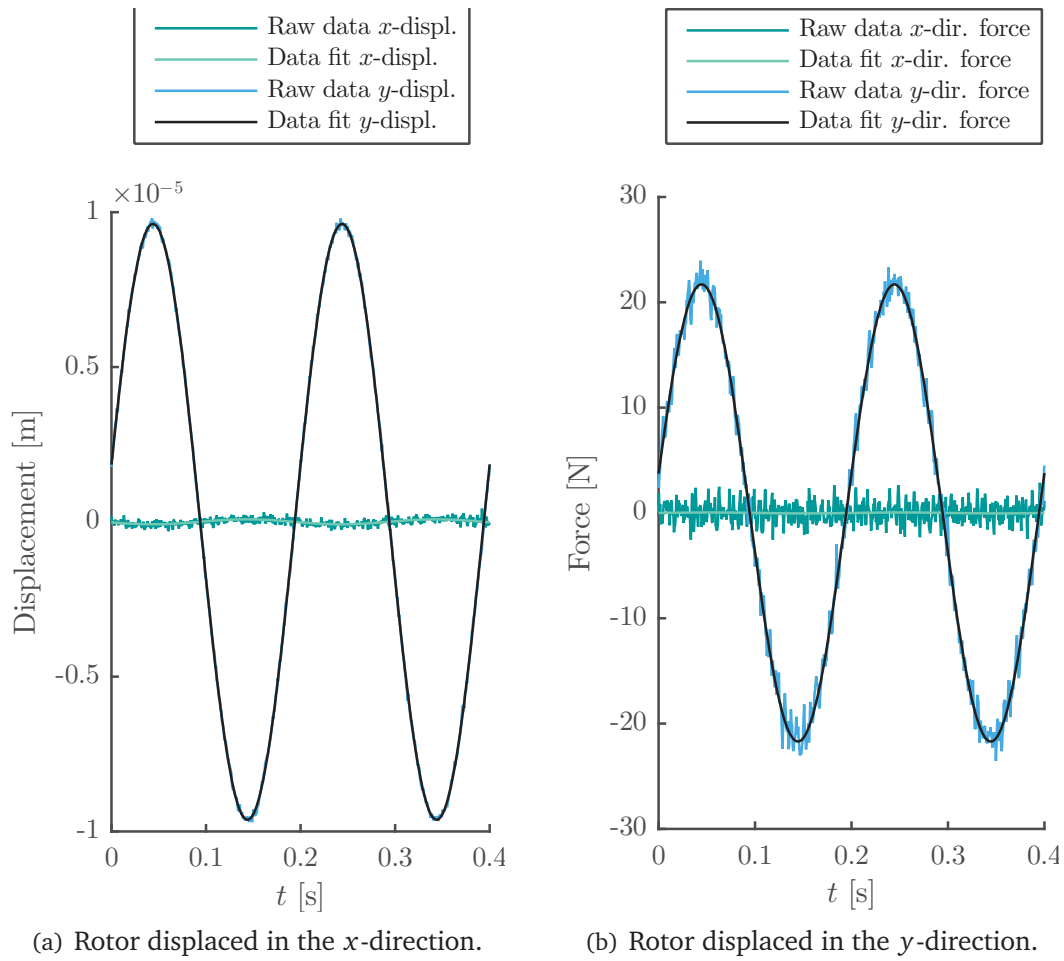 Raw data x-displ.
Data fit x-displ.
Raw data y-displ.
Data fit y-displ.
×10⁻⁵
1
0.5
0
-0.5
-1
Displacement [m]
0 0.1 0.2 0.3 0.4
t [s]
(a) Rotor displaced in the x-direction.
Raw data x-dir. force
Data fit x-dir. force
Raw data y-dir. force
Data fit y-dir. force
30
20
10
0
-10
-20
-30
Force [N]
0 0.1 0.2 0.3 0.4
t [s]
(b) Rotor displaced in the y-direction.